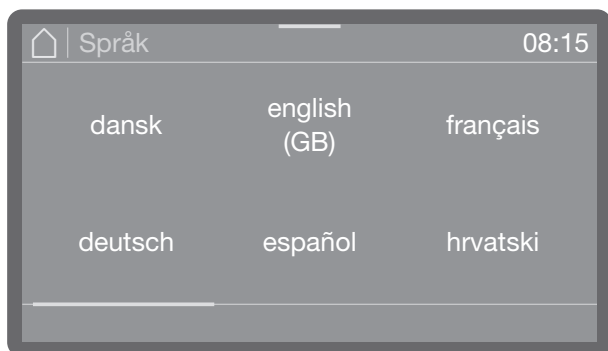 Språk 08:15
dansk english (GB) français
deutsch español hrvatski